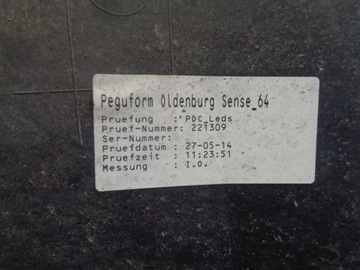 Peguform Oldenburg Sense_64
Pruefung :'PDC_Leds
Pruef-Nummer: 221309
Ser-Nummer:
Pruefdatum : 27-05-14
Pruefzeit : 11:23:51
Messung : I.O.